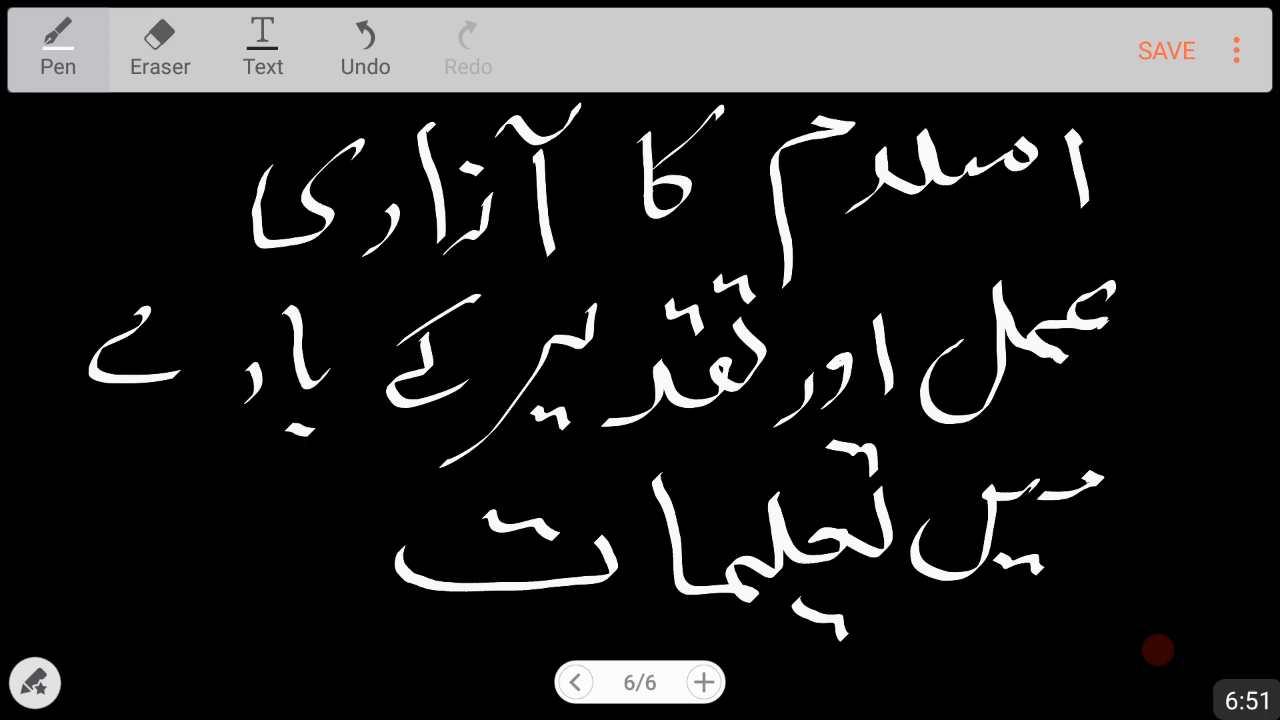 Pen Eraser Text Undo Redo SAVE
اسلام کا آزادی
عمل اور تقدیر کے بارے
میں تعلیمات
6/6
6:51